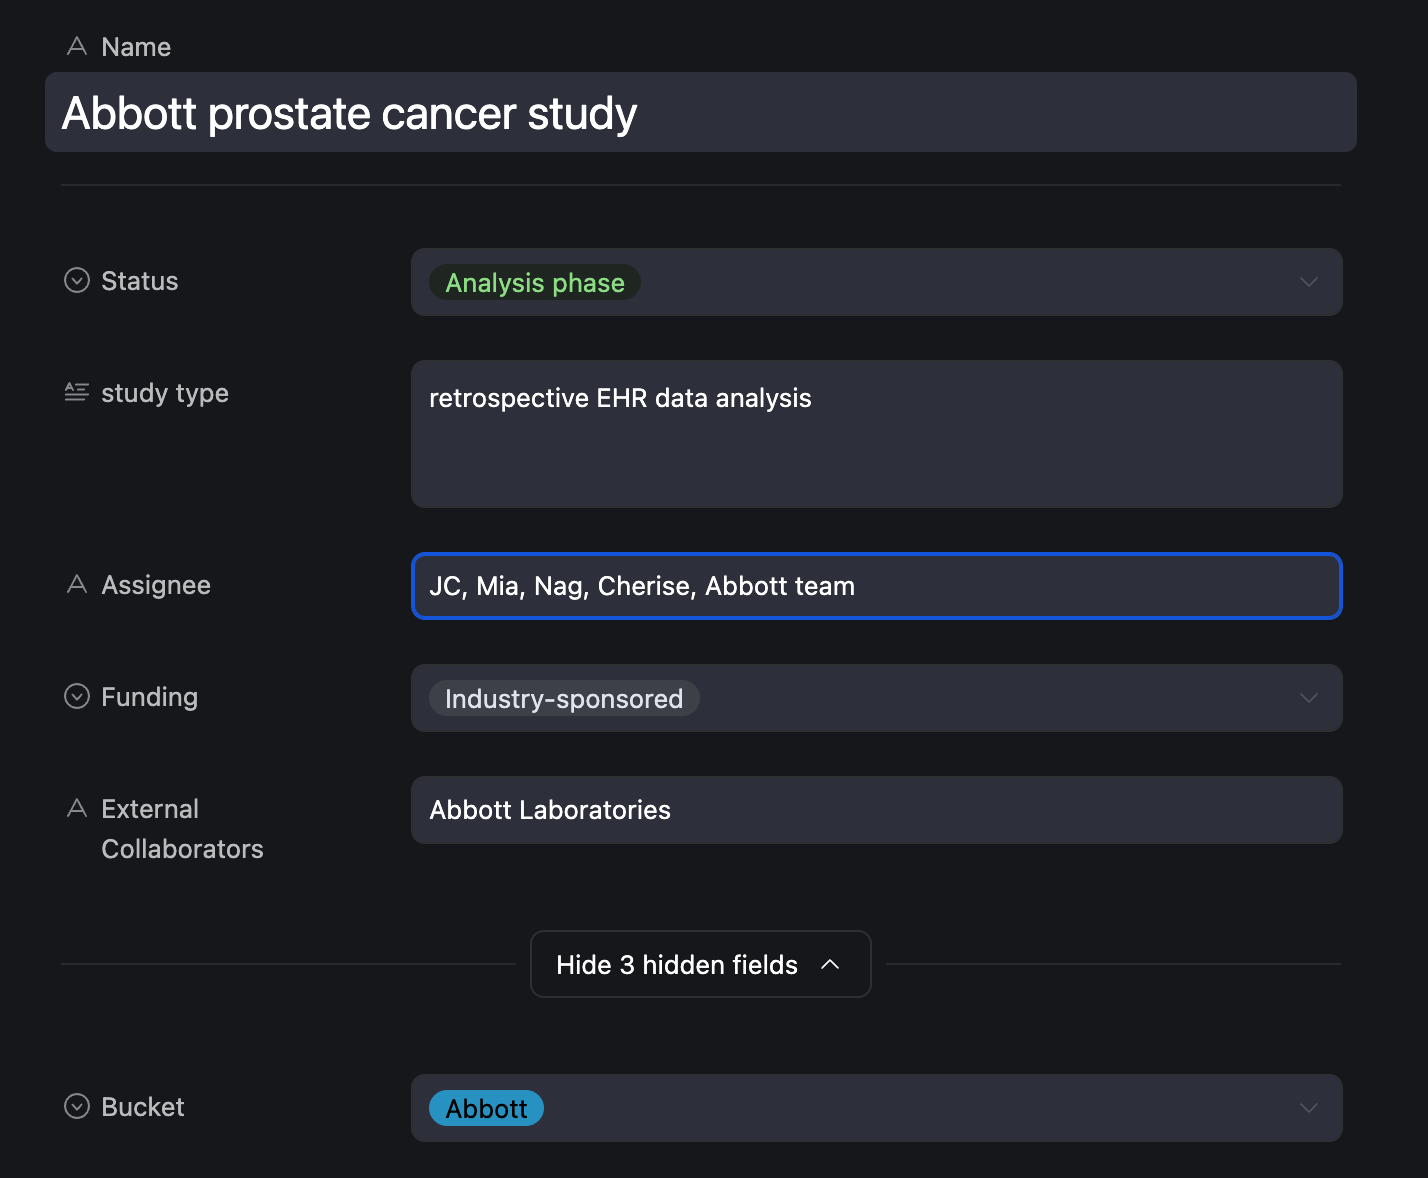 Name
Abbott prostate cancer study
Status
Analysis phase
study type
retrospective EHR data analysis
Assignee
JC, Mia, Nag, Cherise, Abbott team
Funding
Industry-sponsored
External
Collaborators
Abbott Laboratories
Hide 3 hidden fields
Bucket
Abbott